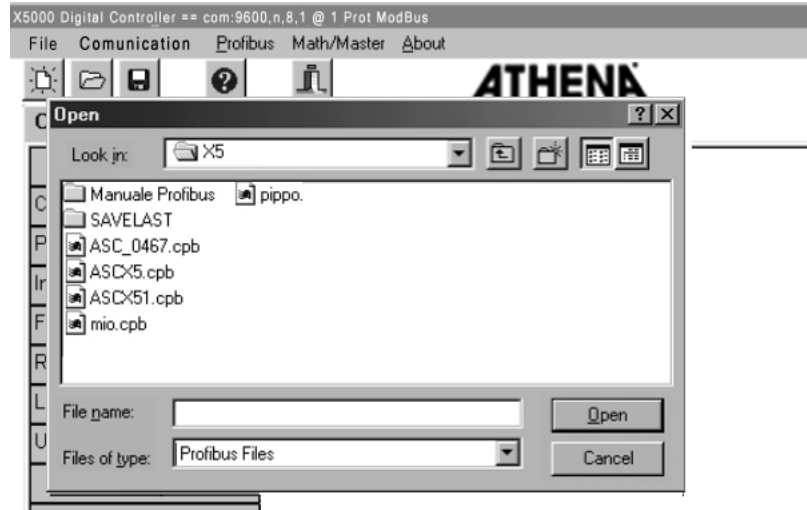 X5000 Digital Controller == com:9600,n,8,1 @ 1 Prot ModBus
File Comunication Profibus Math/Master About
ATHENA
Open
Look in: X5
Manuale Profibus pippo.
SAVELAST
ASC_0467.cpb
ASCX5.cpb
ASCX51.cpb
mio.cpb
File name: Open
Files of type: Profibus Files Cancel
C
C
P
In
F
R
L
U